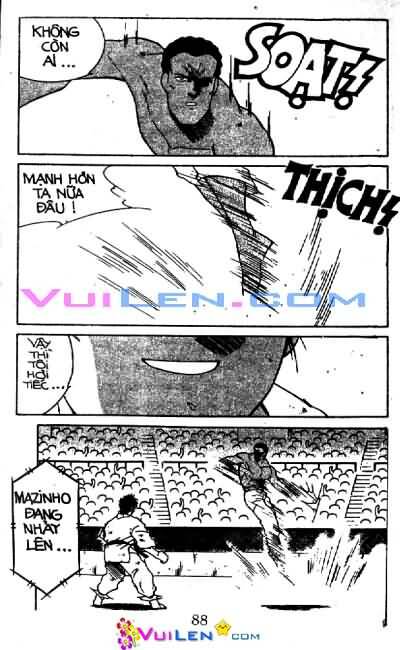 KHÔNG
CÒN
AI ...
SOẠT!
MẠNH HƠN
TA NỮA
ĐÂU !
THỊCH!
VUILEN.COM
VẬY
THÌ
TÔI
HƠI
TIẾC ...
MAZINHO
ĐANG
NHẢY
LÊN ...
88
VUILEN